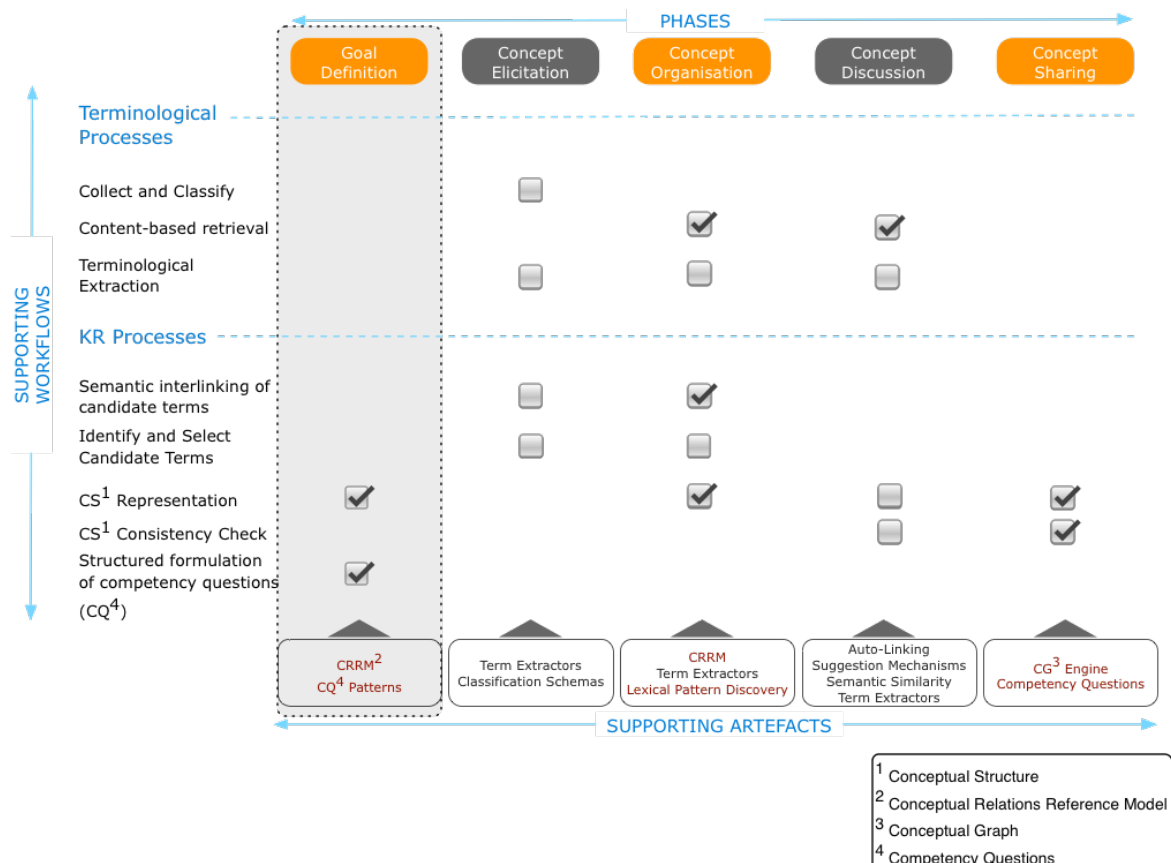 PHASES
Goal
Definition
Concept
Elicitation
Concept
Organisation
Concept
Discussion
Concept
Sharing
SUPPORTING
WORKFLOWS
Terminological
Processes
Collect and Classify
Content-based retrieval
Terminological
Extraction
KR Processes
Semantic interlinking of
candidate terms
Identify and Select
Candidate Terms
CS1 Representation
CS1 Consistency Check
Structured formulation
of competency questions
(CQ4)
CRRM2
CQ4 Patterns
Term Extractors
Classification Schemas
CRRM
Term Extractors
Lexical Pattern Discovery
Auto-Linking
Suggestion Mechanisms
Semantic Similarity
Term Extractors
CG3 Engine
Competency Questions
SUPPORTING ARTEFACTS
1 Conceptual Structure
2 Conceptual Relations Reference Model
3 Conceptual Graph
4 Competency Questions